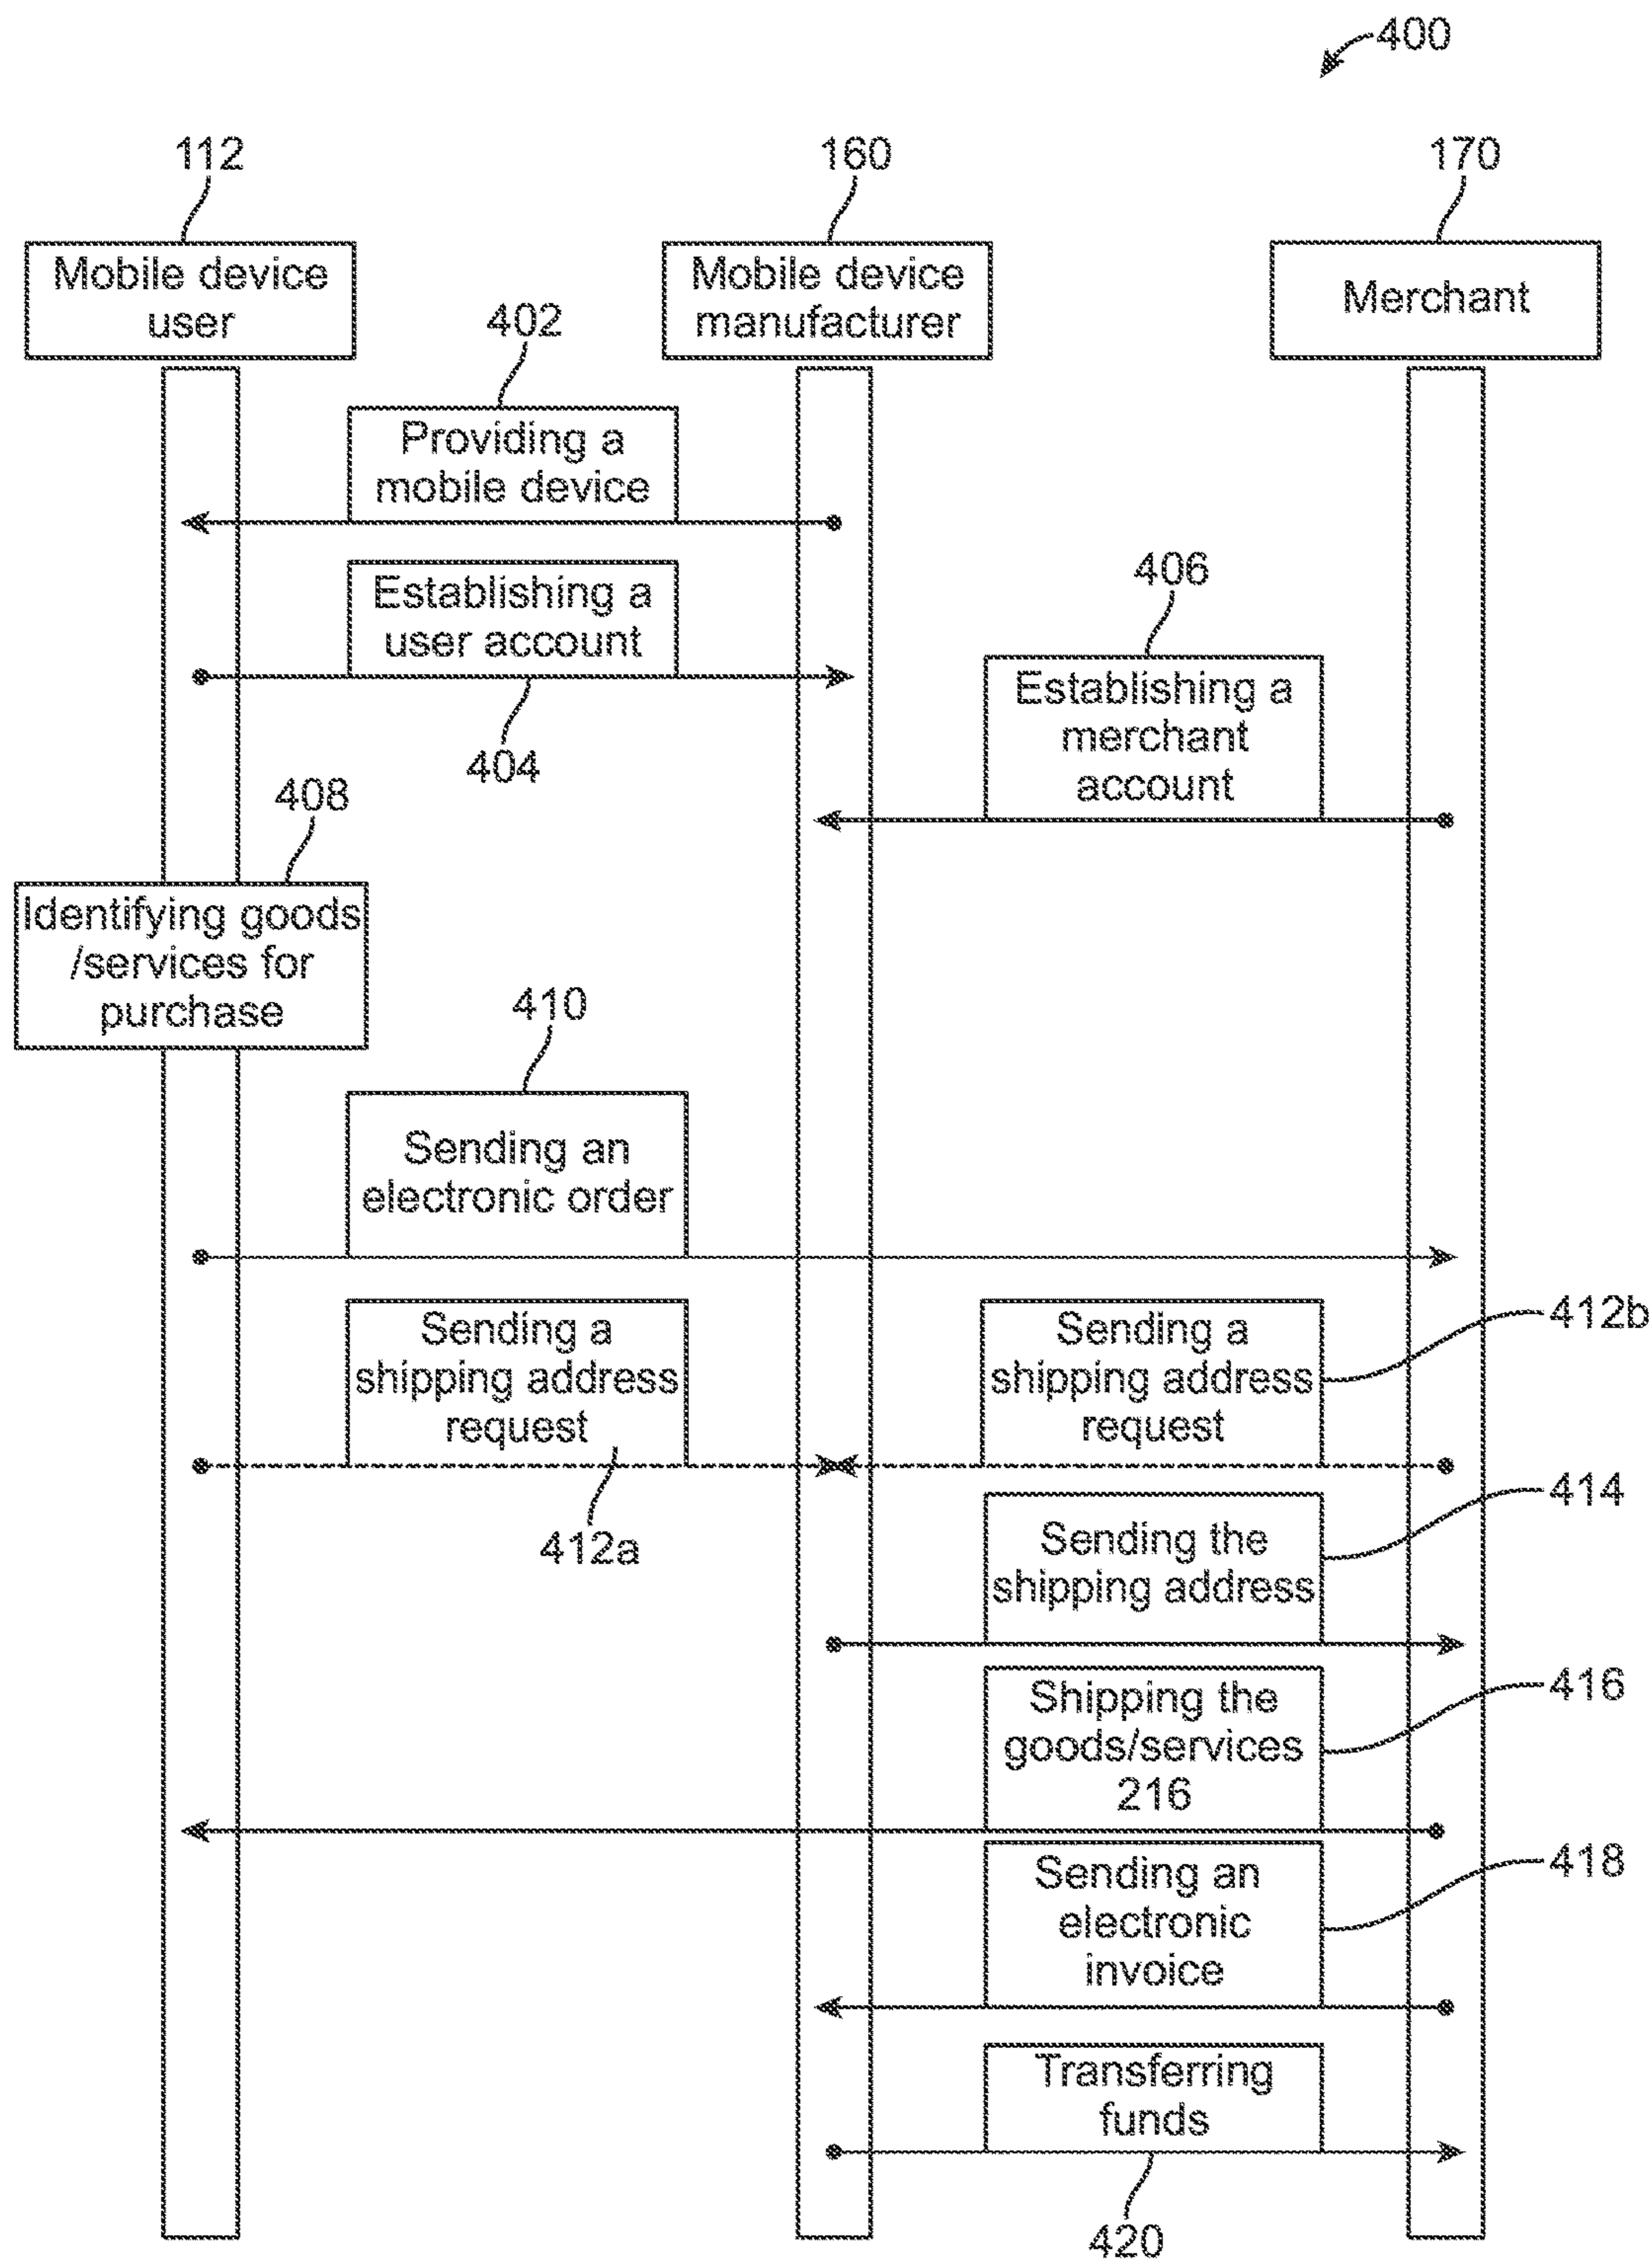 400
112
160
170
Mobile device
user
Mobile device
manufacturer
Merchant
402
Providing a
mobile device
Establishing a
user account
404
406
Establishing a
merchant
account
408
Identifying goods
/services for
purchase
410
Sending an
electronic order
Sending a
shipping address
request
412a
Sending a
shipping address
request
412b
Sending the
shipping address
414
Shipping the
goods/services
216
416
Sending an
electronic
invoice
418
Transferring
funds
420